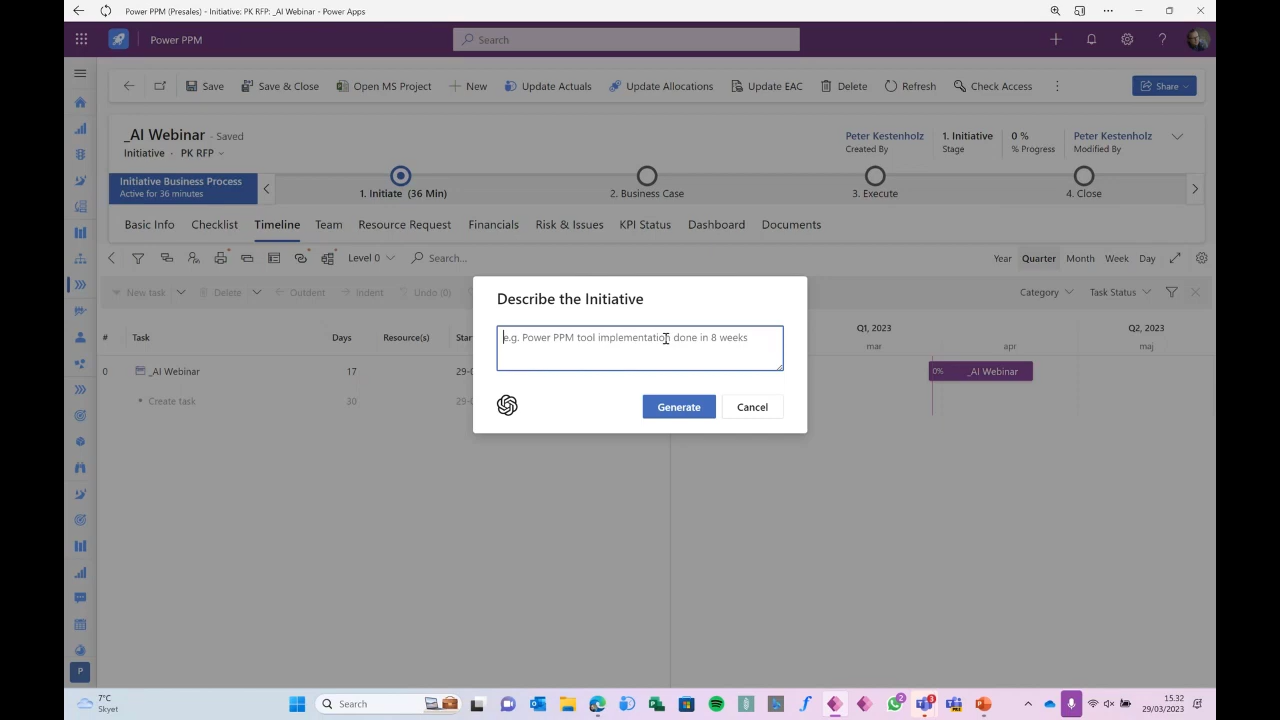 Power PPM (Presales) - Initiative: PK RFP: _AI Webinar - Power Apps
Power PPM
Search
Save
Save & Close
Open MS Project
New
Update Actuals
Update Allocations
Update EAC
Delete
Refresh
Check Access
Share
_AI Webinar - Saved
Initiative · PK RFP
Peter Kestenholz
Created By
1. Initiative
Stage
0 %
% Progress
Peter Kestenholz
Modified By
Initiative Business Process
Active for 36 minutes
1. Initiate (36 Min)
2. Business Case
3. Execute
4. Close
Basic Info
Checklist
Timeline
Team
Resource Request
Financials
Risk & Issues
KPI Status
Dashboard
Documents
Level 0
Search...
Year
Quarter
Month
Week
Day
New task
Delete
Outdent
Indent
Undo (0)
Category
Task Status
# Task Days Resource(s)
Q1, 2023
mar
apr
Q2, 2023
maj
0 _AI Webinar 17
0% _AI Webinar
Create task 30
Describe the Initiative
e.g. Power PPM tool implementation done in 8 weeks
Generate
Cancel
P
7°C
Skyet
Search
2
3
15.32
29/03/2023